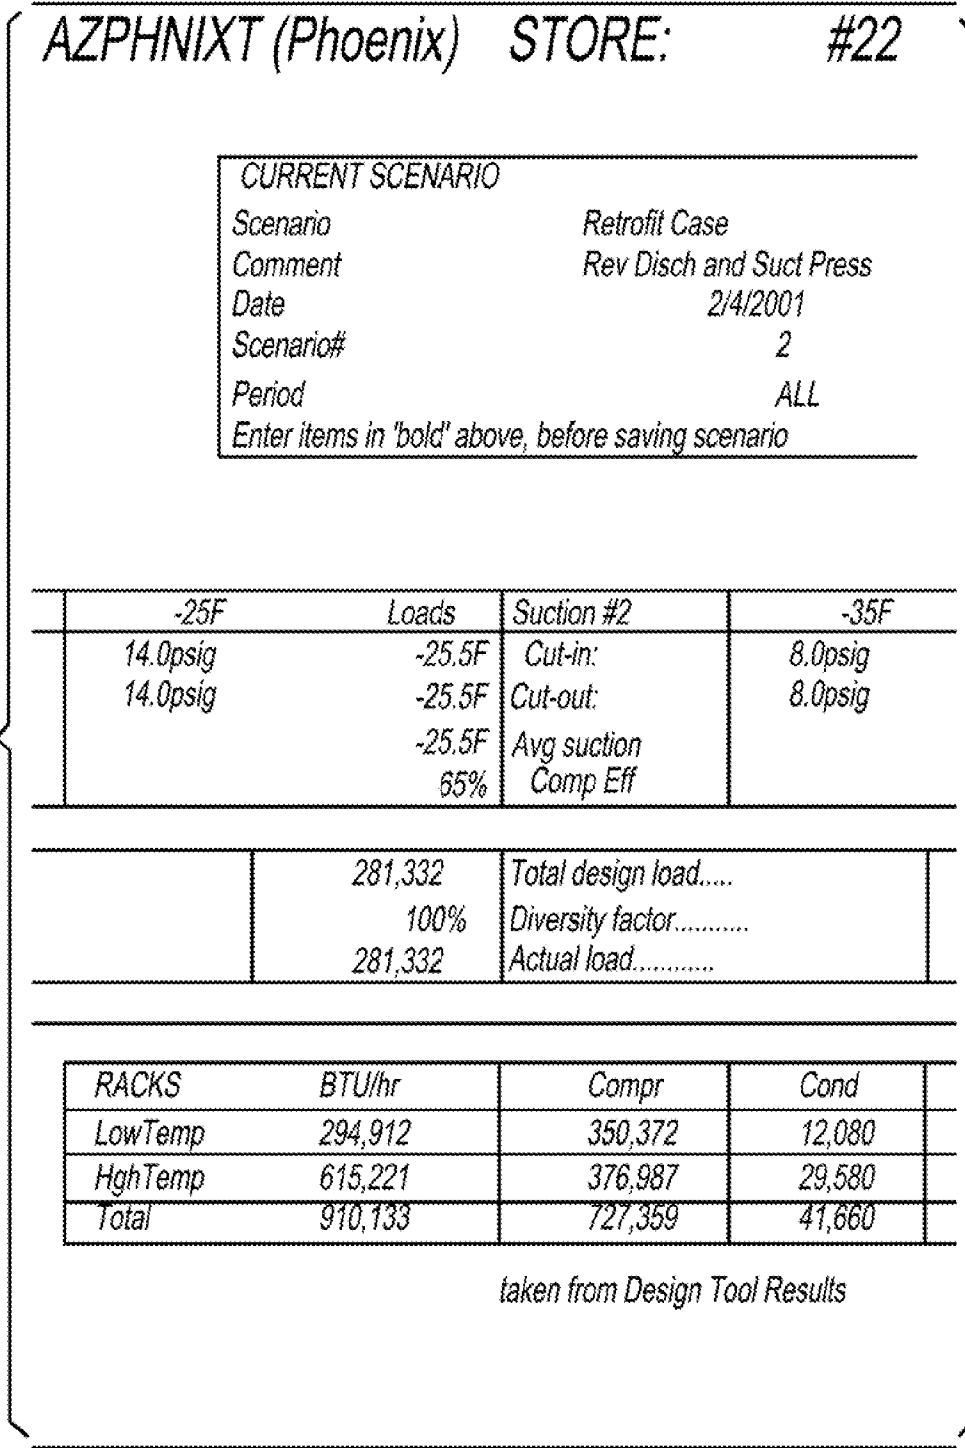 AZPHNIXT (Phoenix) STORE: #22
CURRENT SCENARIO
Scenario Retrofit Case
Comment Rev Disch and Suct Press
Date 2/4/2001
Scenario# 2
Period ALL
Enter items in 'bold' above, before saving scenario
-25F Loads Suction #2 -35F
14.0psig -25.5F Cut-in: 8.0psig
14.0psig -25.5F Cut-out: 8.0psig
-25.5F Avg suction
65% Comp Eff
281,332 Total design load.....
100% Diversity factor...........
281,332 Actual load............
RACKS BTU/hr Compr Cond
LowTemp 294,912 350,372 12,080
HghTemp 615,221 376,987 29,580
Total 910,133 727,359 41,660
taken from Design Tool Results